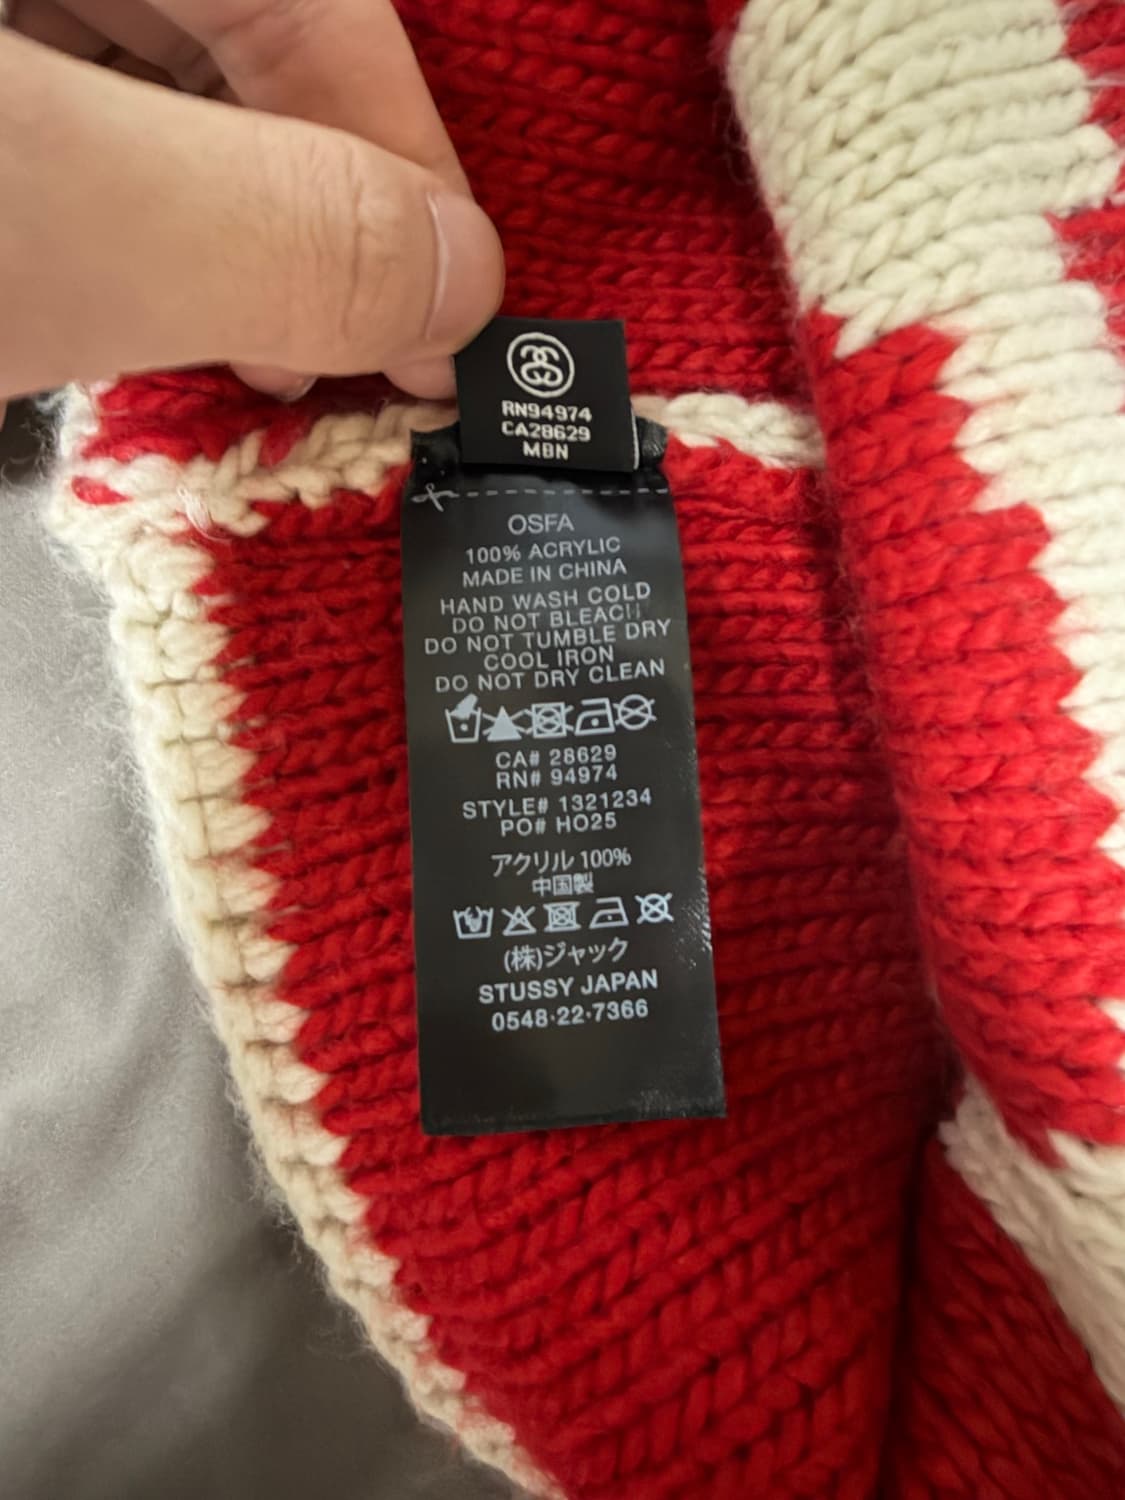 RN94974
CA28629
MBN
OSFA
100% ACRYLIC
MADE IN CHINA
HAND WASH COLD
DO NOT BLEACH
DO NOT TUMBLE DRY
COOL IRON
DO NOT DRY CLEAN
CA# 28629
RN# 94974
STYLE# 1321234
PO# HO25
アクリル 100%
中国製
(株)ジャック
STUSSY JAPAN
0548·22·7366